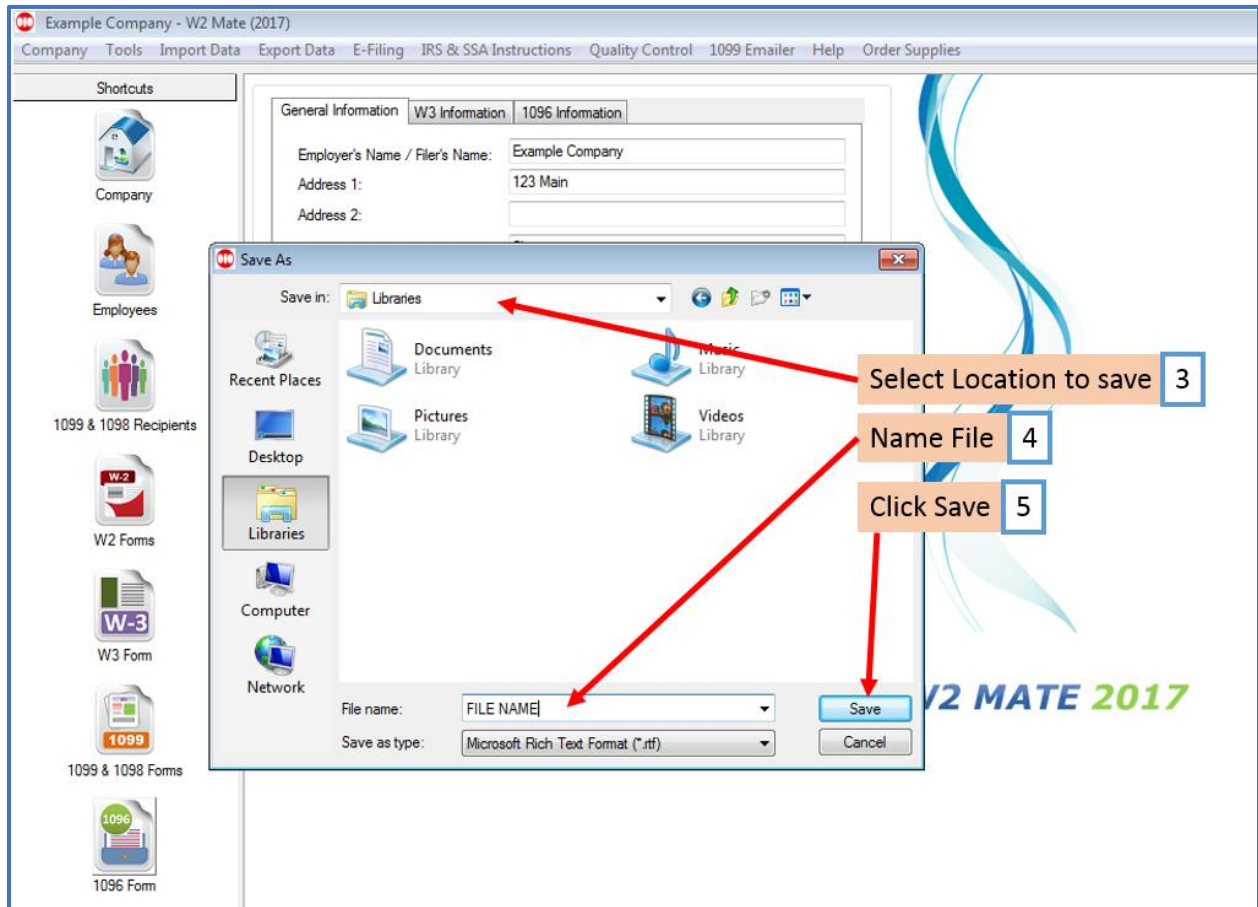 Example Company - W2 Mate (2017)
Company Tools Import Data Export Data E-Filing IRS & SSA Instructions Quality Control 1099 Emailer Help Order Supplies
Shortcuts
Company
Employees
1099 & 1098 Recipients
W-2
W2 Forms
W-3
W3 Form
1099
1099 & 1098 Forms
1096
1096 Form
General Information W3 Information 1096 Information
Employer's Name / Filer's Name: Example Company
Address 1: 123 Main
Address 2:
Save As
Save in: Libraries
Recent Places
Desktop
Libraries
Computer
Network
Documents
Library
Music
Library
Pictures
Library
Videos
Library
File name: FILE NAME
Save as type: Microsoft Rich Text Format (*.rtf)
Save
Cancel
Select Location to save 3
Name File 4
Click Save 5
MATE 2017